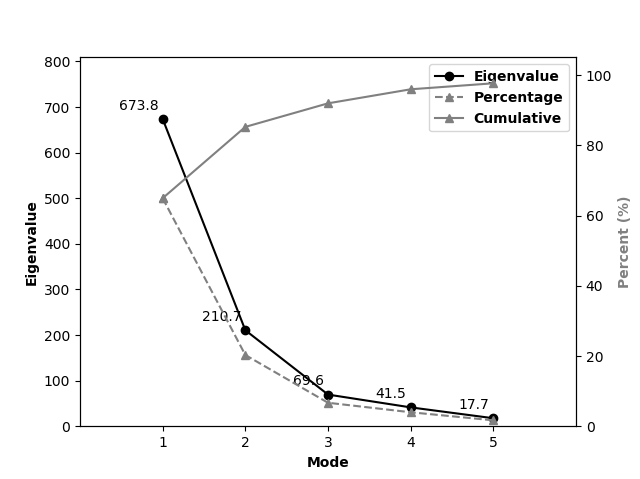 800
700
600
500
400
300
200
100
0
Eigenvalue
673.8
210.7
69.6
41.5
17.7
Eigenvalue
Percentage
Cumulative
100
80
60
40
20
0
Percent (%)
1 2 3 4 5
Mode